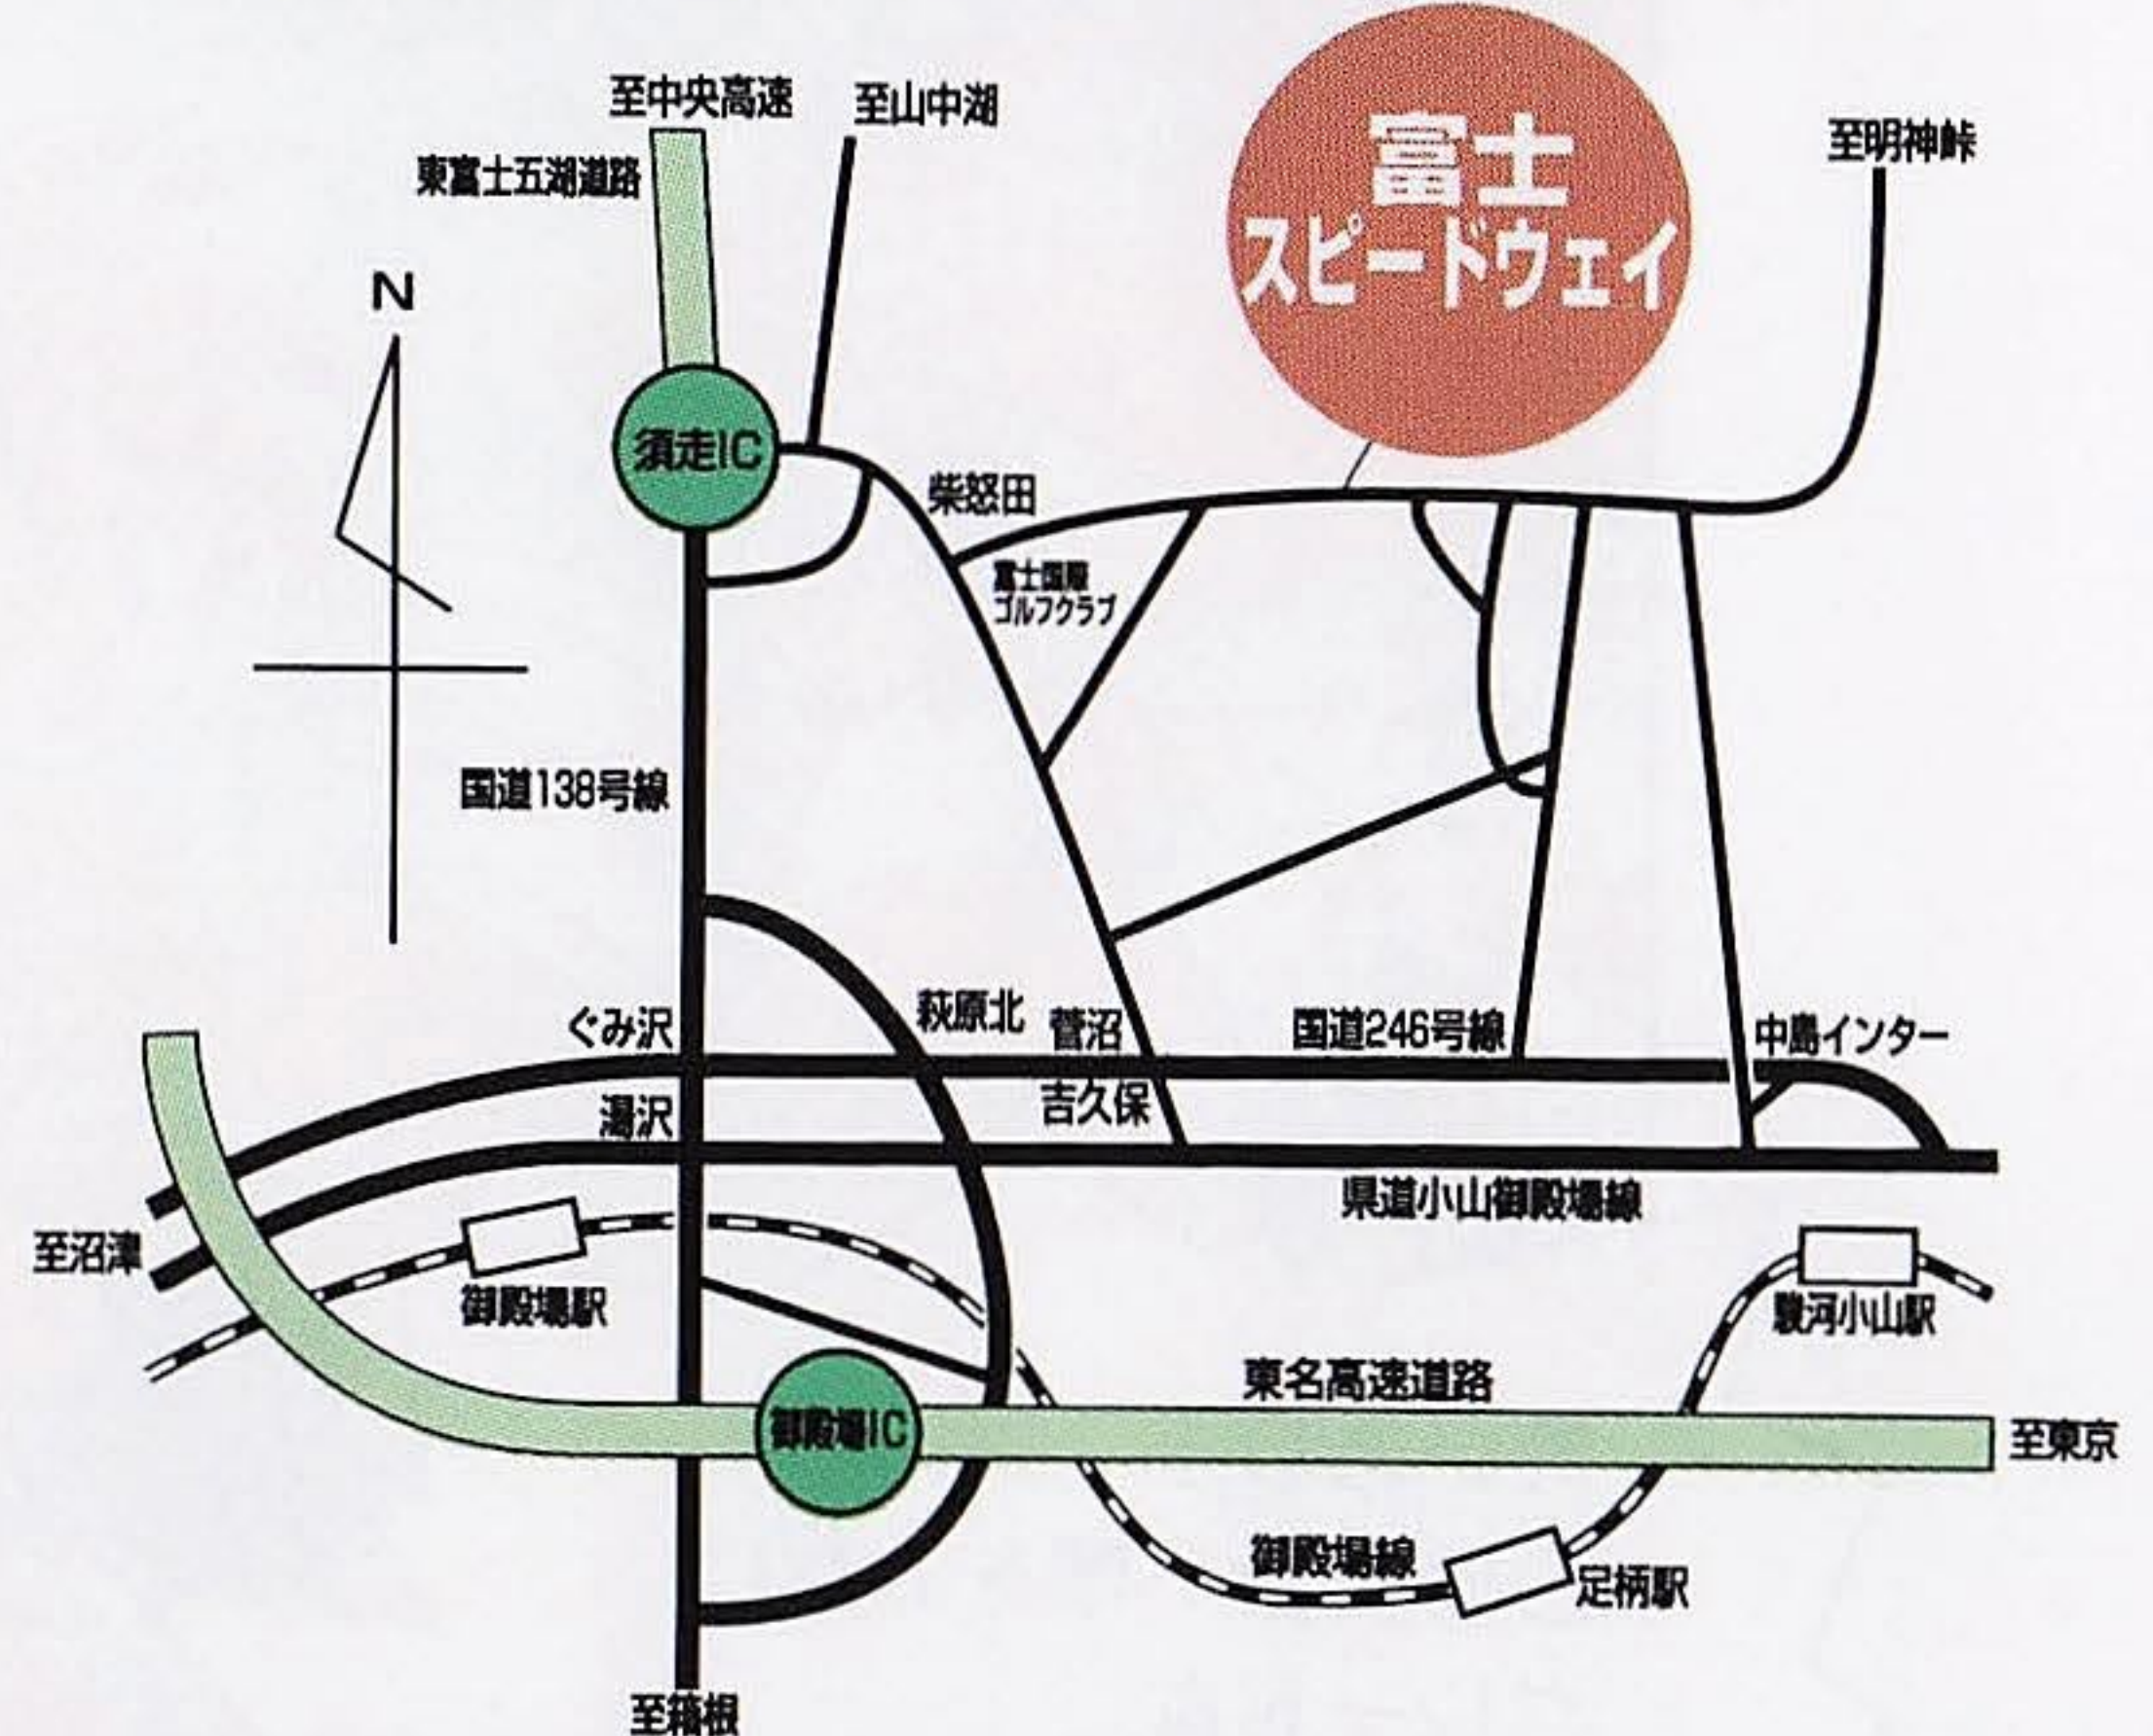 至中央高速
至山中湖
東富士五湖道路
富士
スピードウェイ
至明神峠
N
須走IC
柴怒田
富士国際
ゴルフクラブ
国道138号線
ぐみ沢
萩原北
菅沼
国道246号線
中島インター
湯沢
吉久保
県道小山御殿場線
至沼津
御殿場駅
駿河小山駅
東名高速道路
御殿場IC
至東京
御殿場線
足柄駅
至箱根